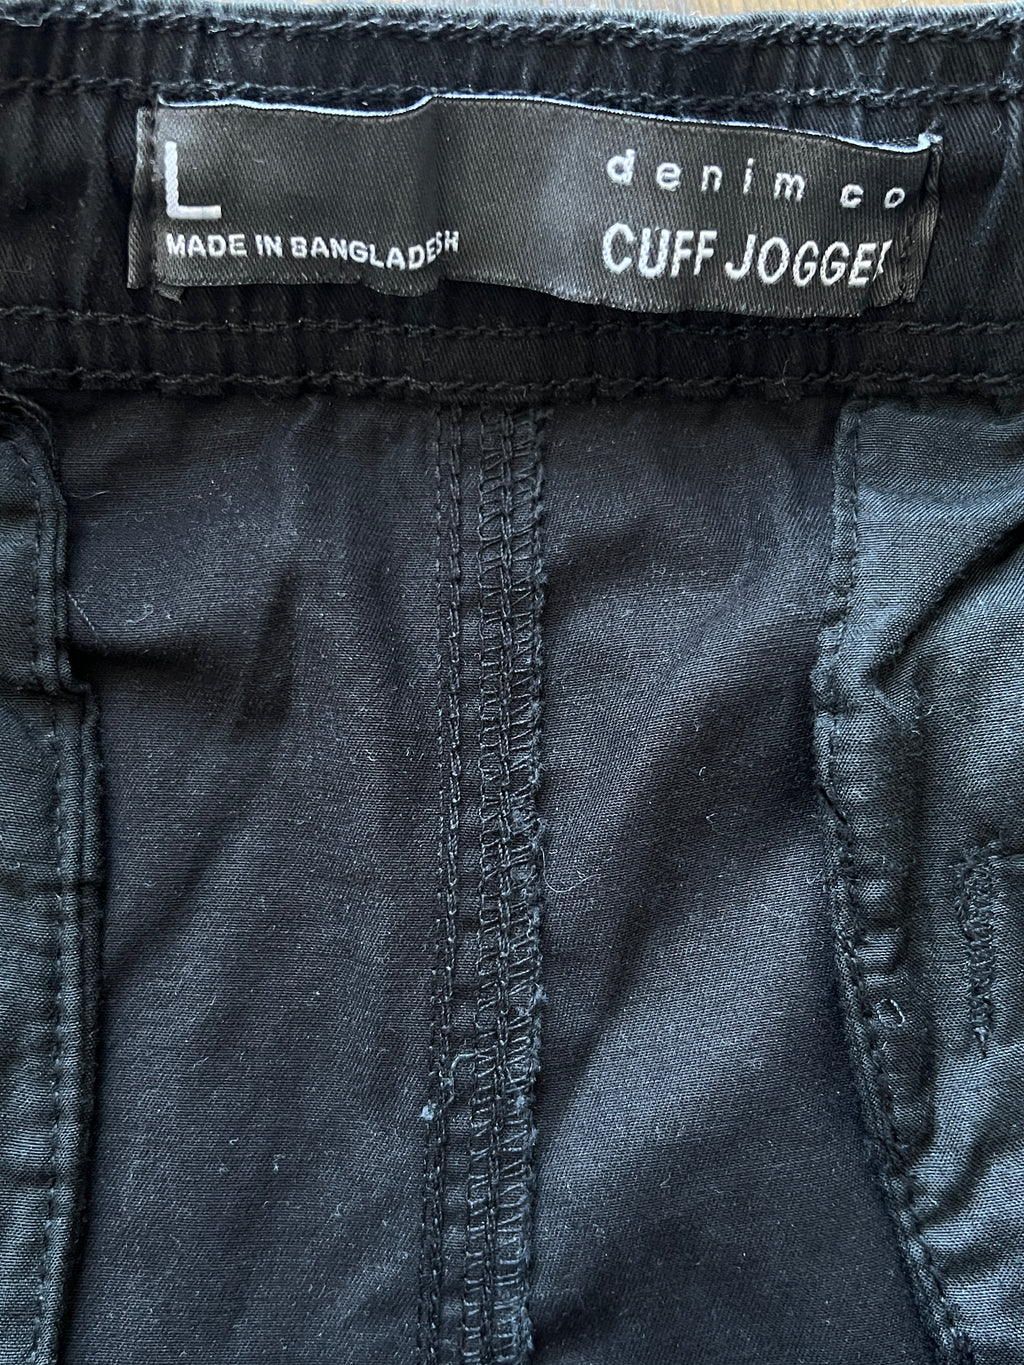 L
MADE IN BANGLADESH
denim co
CUFF JOGGER